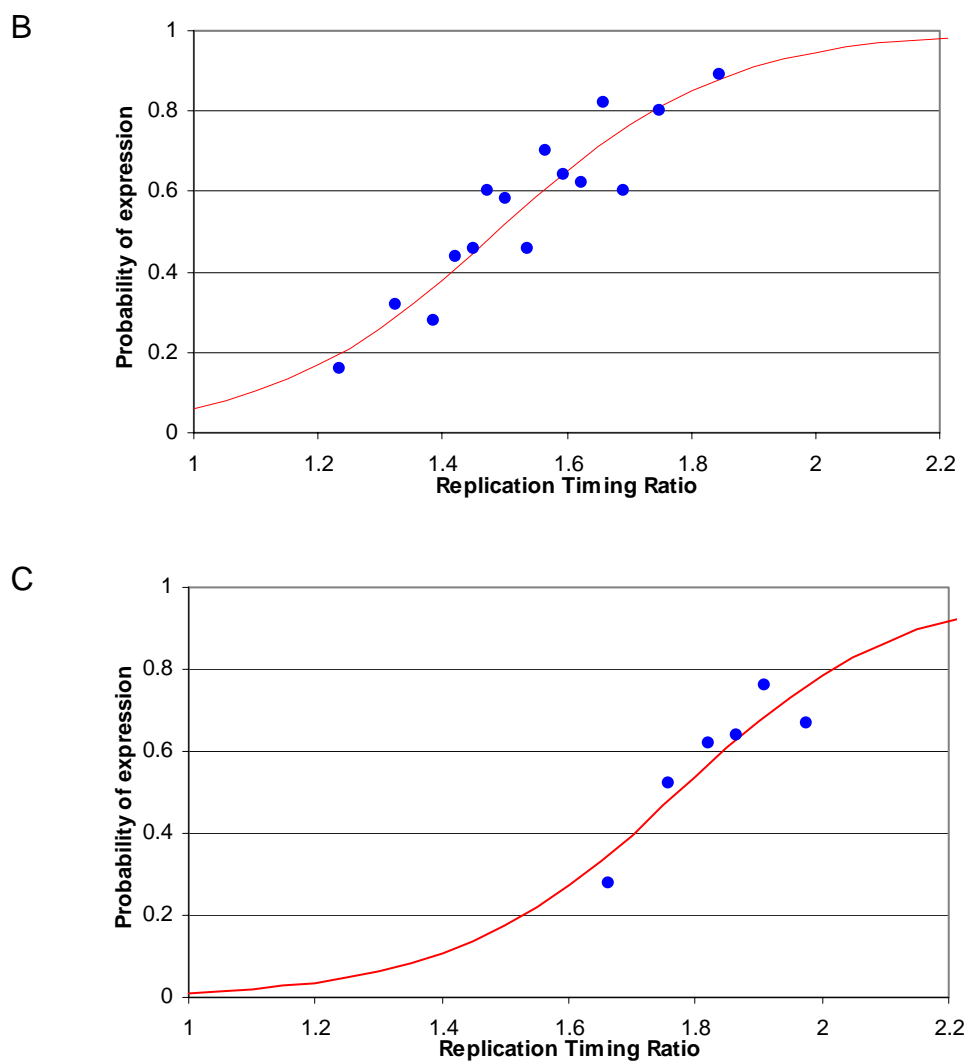 B
1
0.8
0.6
0.4
0.2
0
Probability of expression
1 1.2 1.4 1.6 1.8 2 2.2
Replication Timing Ratio
C
1
0.8
0.6
0.4
0.2
0
Probability of expression
1 1.2 1.4 1.6 1.8 2 2.2
Replication Timing Ratio